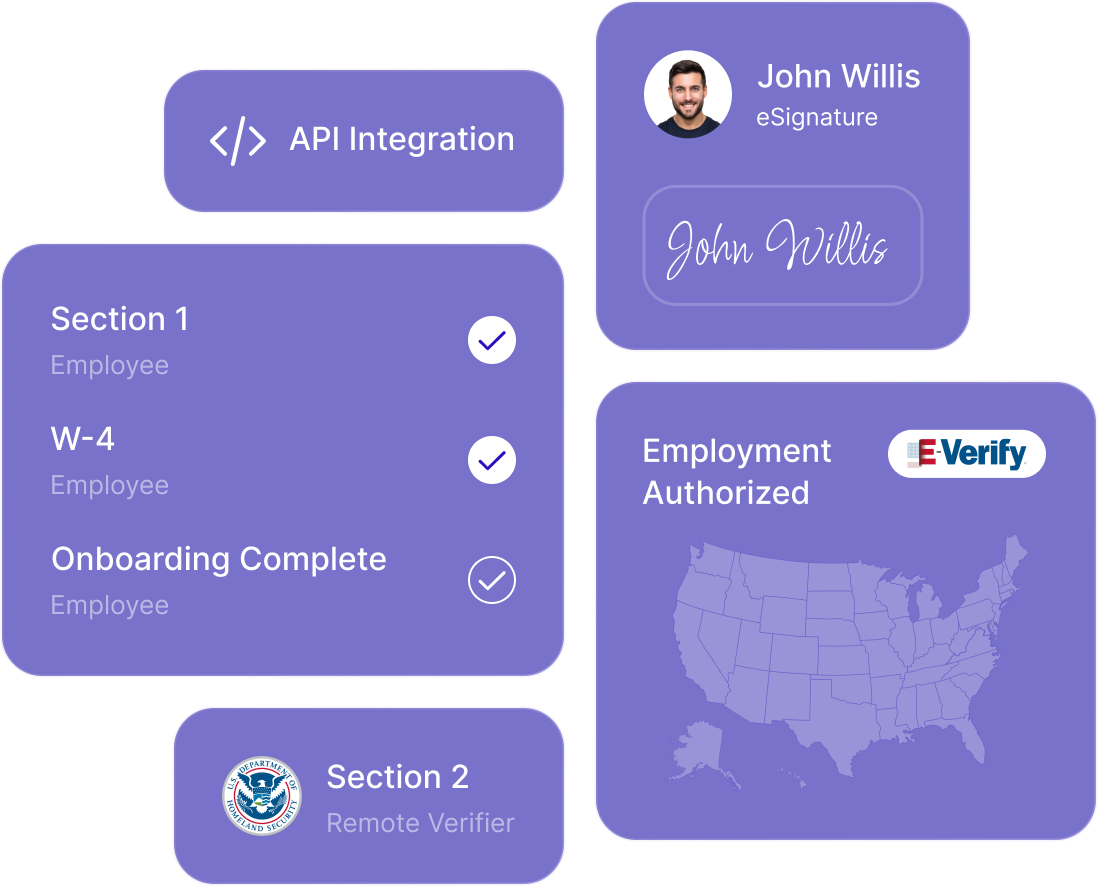 API Integration
John Willis
eSignature
John Willis
Section 1
Employee
W-4
Employee
Onboarding Complete
Employee
Employment
Authorized
E-Verify
U.S. DEPARTMENT OF
HOMELAND SECURITY
Section 2
Remote Verifier